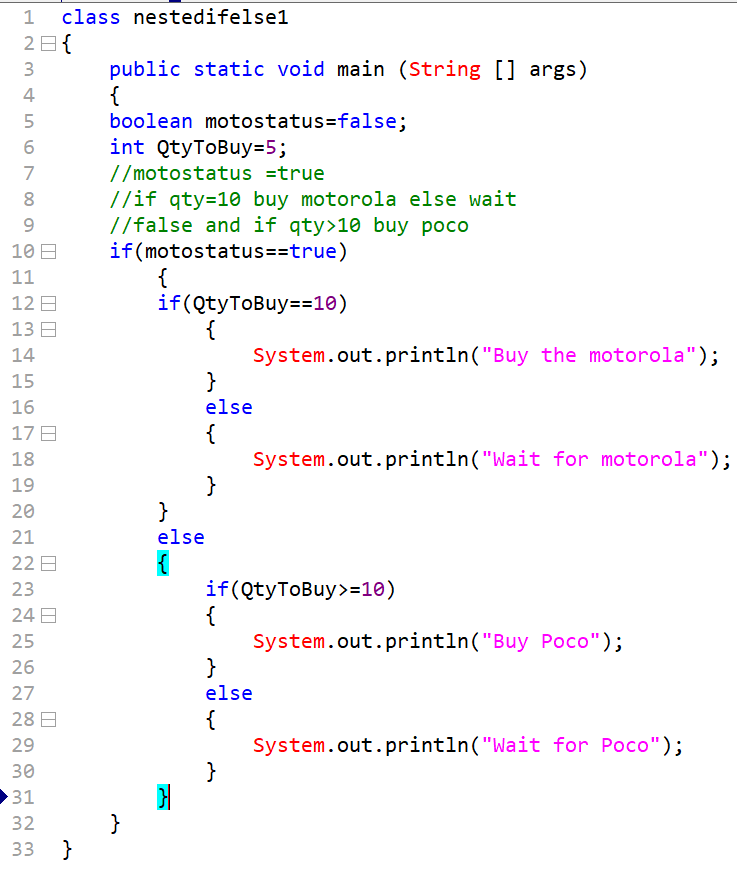 1 class nestedifelse1
2 {
3 public static void main (String [] args)
4 {
5 boolean motostatus=false;
6 int QtyToBuy=5;
7 //motostatus =true
8 //if qty=10 buy motorola else wait
9 //false and if qty>10 buy poco
10 if(motostatus==true)
11 {
12 if(QtyToBuy==10)
13 {
14 System.out.println("Buy the motorola");
15 }
16 else
17 {
18 System.out.println("Wait for motorola");
19 }
20 }
21 else
22 {
23 if(QtyToBuy>=10)
24 {
25 System.out.println("Buy Poco");
26 }
27 else
28 {
29 System.out.println("Wait for Poco");
30 }
31 }
32 }
33 }